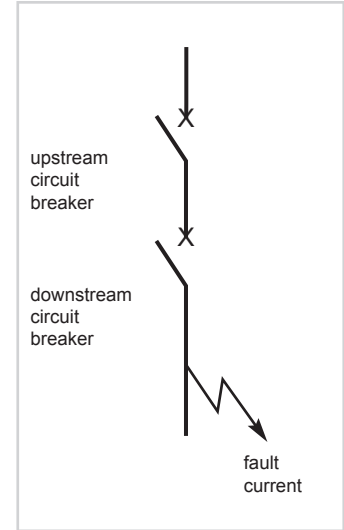 upstream
circuit
breaker
downstream
circuit
breaker
fault
current